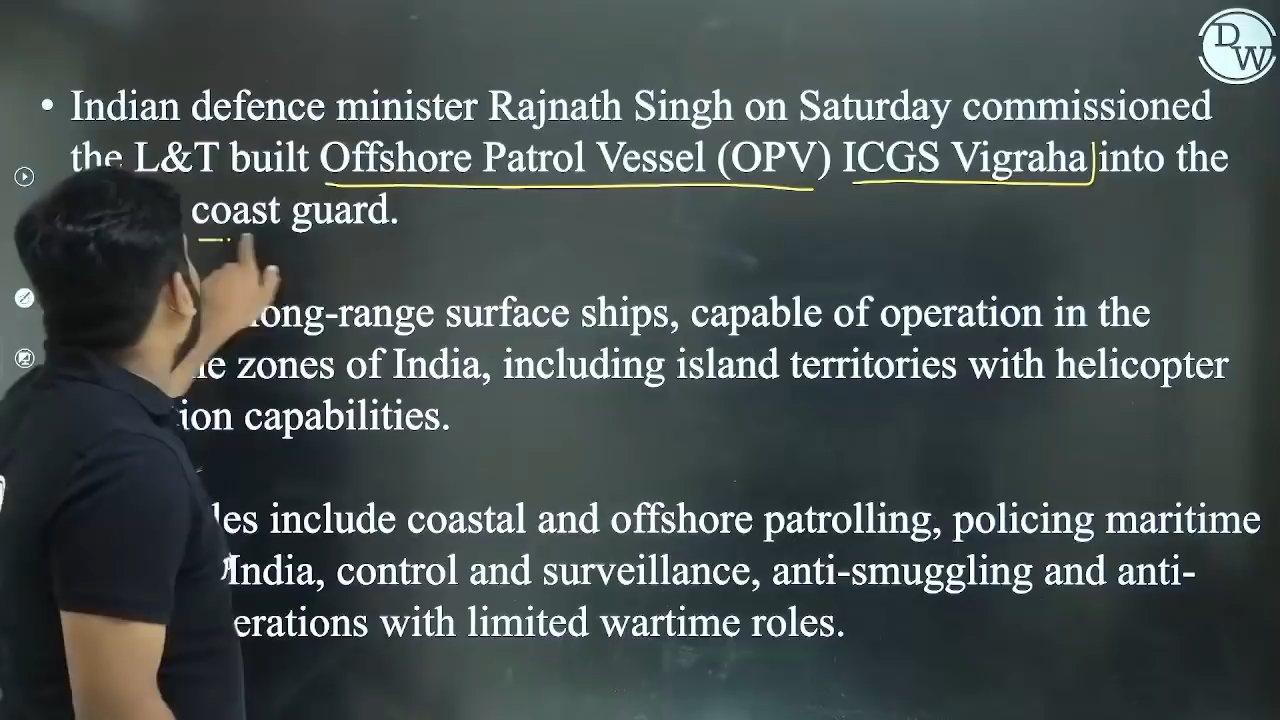 DW
• Indian defence minister Rajnath Singh on Saturday commissioned
the L&T built Offshore Patrol Vessel (OPV) ICGS Vigraha into the
coast guard.
long-range surface ships, capable of operation in the
zones of India, including island territories with helicopter
capabilities.
include coastal and offshore patrolling, policing maritime
India, control and surveillance, anti-smuggling and anti-
with limited wartime roles.